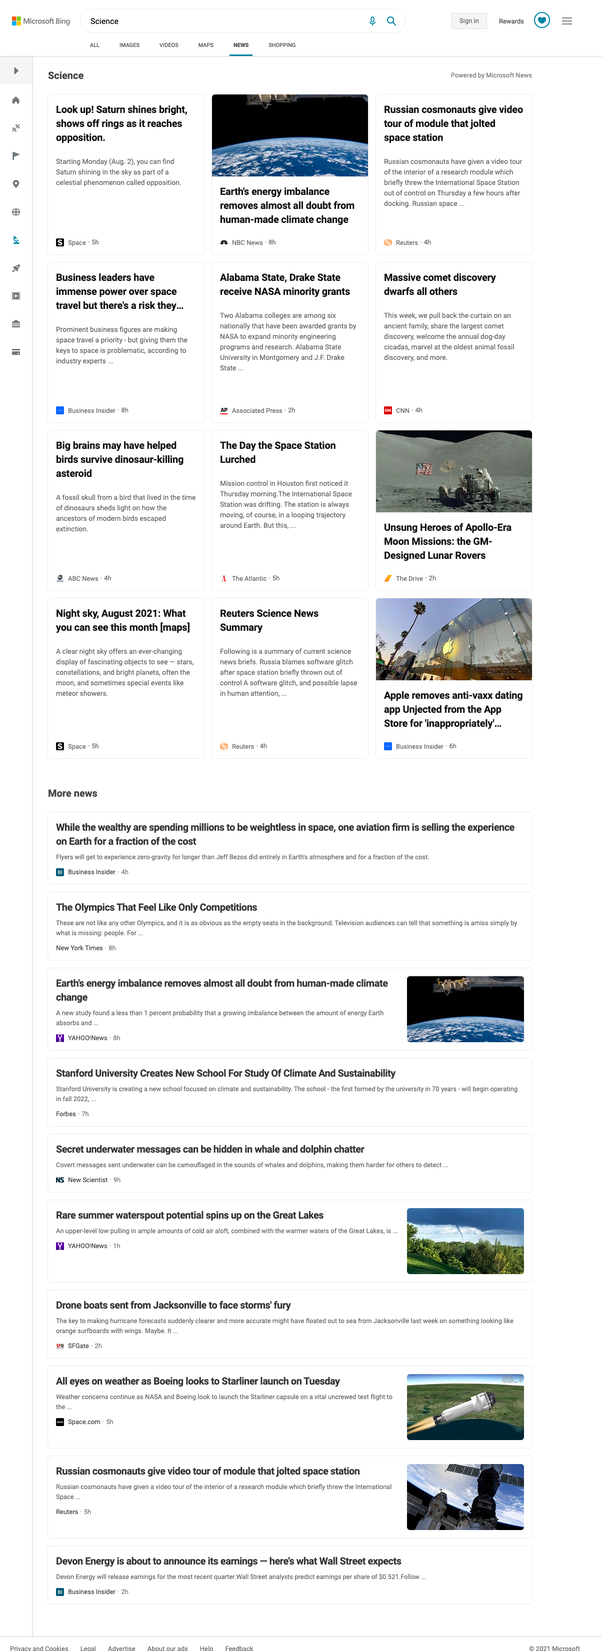 Microsoft Bing
Science
Sign in
Rewards
ALL
IMAGES
VIDEOS
MAPS
NEWS
SHOPPING
Science
Powered by Microsoft News
Look up! Saturn shines bright,
shows off rings as it reaches
opposition.
Starting Monday (Aug. 2), you can find
Saturn shining in the sky as part of a
celestial phenomenon called opposition.
Space · 5h
Earth's energy imbalance
removes almost all doubt from
human-made climate change
NBC News · 8h
Russian cosmonauts give video
tour of module that jolted
space station
Russian cosmonauts have given a video tour
of the interior of a research module which
briefly threw the International Space Station
out of control on Thursday a few hours after
docking. Russian space ...
Reuters · 4h
Business leaders have
immense power over space
travel but there's a risk they...
Prominent business figures are making
space travel a priority - but giving them the
keys to space is problematic, according to
industry experts ...
Business Insider · 8h
Alabama State, Drake State
receive NASA minority grants
Two Alabama colleges are among six
nationally that have been awarded grants by
NASA to expand minority engineering
programs and research. Alabama State
University in Montgomery and J.F. Drake
State ...
AP
Associated Press · 2h
Massive comet discovery
dwarfs all others
This week, we pull back the curtain on an
ancient family, share the largest comet
discovery, welcome the annual dog-day
cicadas, marvel at the oldest animal fossil
discovery, and more.
CNN · 4h
Big brains may have helped
birds survive dinosaur-killing
asteroid
A fossil skull from a bird that lived in the time
of dinosaurs sheds light on how the
ancestors of modern birds escaped
extinction.
ABC News · 4h
The Day the Space Station
Lurched
Mission control in Houston first noticed it
Thursday morning.The International Space
Station was drifting. The station is always
moving, of course, in a looping trajectory
around Earth. But this, ...
The Atlantic · 5h
Unsung Heroes of Apollo-Era
Moon Missions: the GM-
Designed Lunar Rovers
The Drive · 2h
Night sky, August 2021: What
you can see this month [maps]
A clear night sky offers an ever-changing
display of fascinating objects to see — stars,
constellations, and bright planets, often the
moon, and sometimes special events like
meteor showers.
Space · 5h
Reuters Science News
Summary
Following is a summary of current science
news briefs. Russia blames software glitch
after space station briefly thrown out of
control A software glitch, and possible lapse
in human attention, ...
Reuters · 4h
Apple removes anti-vaxx dating
app Unjected from the App
Store for 'inappropriately'...
Business Insider · 6h
More news
While the wealthy are spending millions to be weightless in space, one aviation firm is selling the experience
on Earth for a fraction of the cost
Flyers will get to experience zero-gravity for longer than Jeff Bezos did entirely in Earth's atmosphere and for a fraction of the cost.
BI
Business Insider · 4h
The Olympics That Feel Like Only Competitions
These are not like any other Olympics, and it is as obvious as the empty seats in the background. Television audiences can tell that something is amiss simply by
what is missing: people. For ...
New York Times · 8h
Earth's energy imbalance removes almost all doubt from human-made climate
change
A new study found a less than 1 percent probability that a growing imbalance between the amount of energy Earth
absorbs and ...
YAHOO!News · 8h
Stanford University Creates New School For Study Of Climate And Sustainability
Stanford University is creating a new school focused on climate and sustainability. The school - the first formed by the university in 70 years - will begin operating
in fall 2022, ...
Forbes · 7h
Secret underwater messages can be hidden in whale and dolphin chatter
Covert messages sent underwater can be camouflaged in the sounds of whales and dolphins, making them harder for others to detect ...
NS
New Scientist · 9h
Rare summer waterspout potential spins up on the Great Lakes
An upper-level low pulling in ample amounts of cold air aloft, combined with the warmer waters of the Great Lakes, is ...
YAHOO!News · 1h
Drone boats sent from Jacksonville to face storms' fury
The key to making hurricane forecasts suddenly clearer and more accurate might have floated out to sea from Jacksonville last week on something looking like
orange surfboards with wings. Maybe. It ...
SFGate · 2h
All eyes on weather as Boeing looks to Starliner launch on Tuesday
Weather concerns continue as NASA and Boeing look to launch the Starliner capsule on a vital uncrewed test flight to
the ...
Space.com · 5h
Russian cosmonauts give video tour of module that jolted space station
Russian cosmonauts have given a video tour of the interior of a research module which briefly threw the International
Space ...
Reuters · 5h
Devon Energy is about to announce its earnings — here's what Wall Street expects
Devon Energy will release earnings for the most recent quarter.Wall Street analysts predict earnings per share of $0.521.Follow ...
BI
Business Insider · 2h
Privacy and Cookies
Legal
Advertise
About our ads
Help
Feedback
© 2021 Microsoft